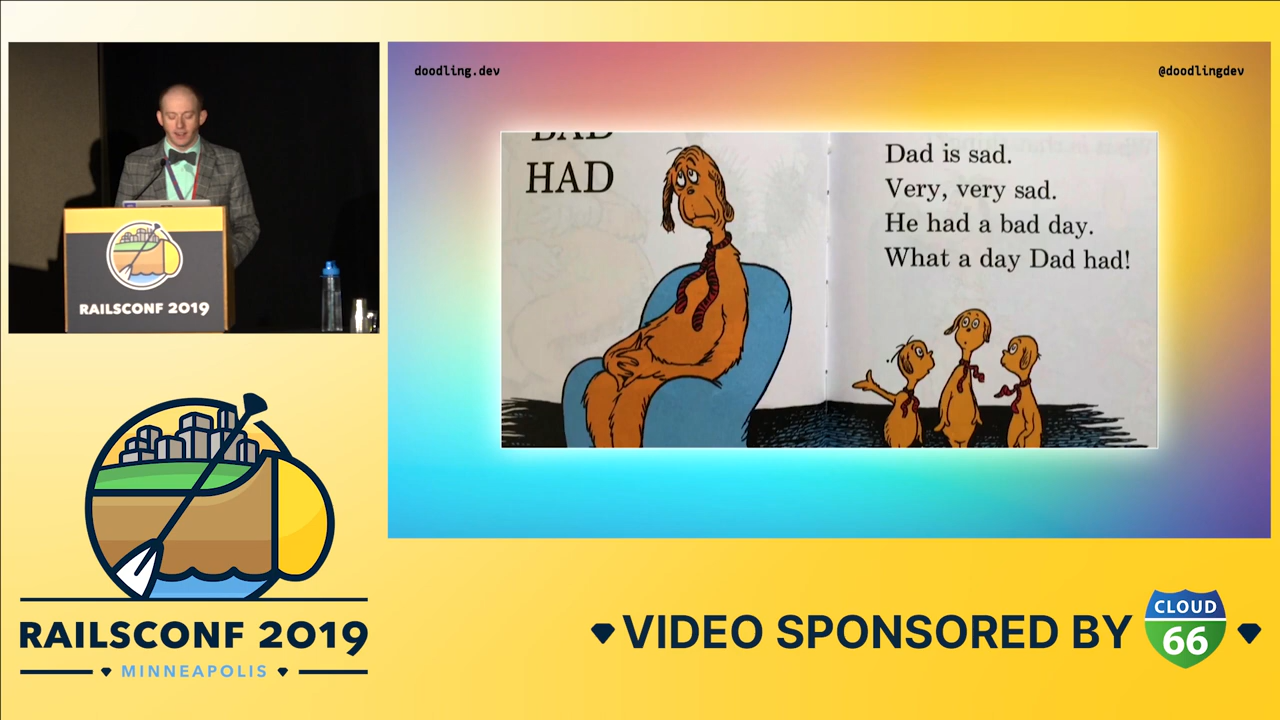 doodling.dev
@doodlingdev
BAD
HAD
Dad is sad.
Very, very sad.
He had a bad day.
What a day Dad had!
RAILSCONF 2019
RAILSCONF 2019
MINNEAPOLIS
VIDEO SPONSORED BY
CLOUD
66